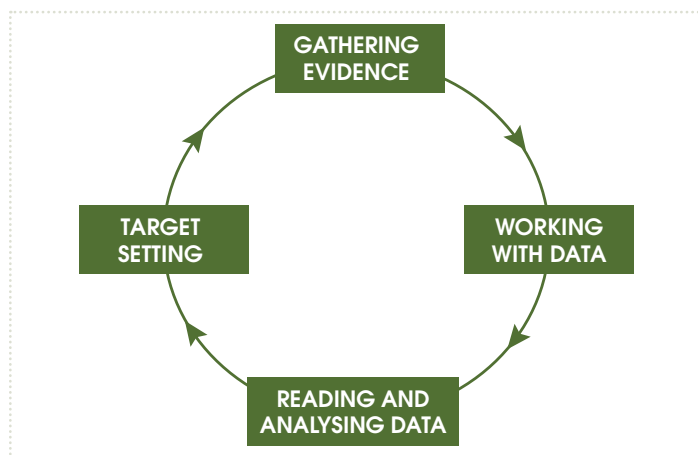 GATHERING
EVIDENCE
TARGET
SETTING
WORKING
WITH DATA
READING AND
ANALYSING DATA